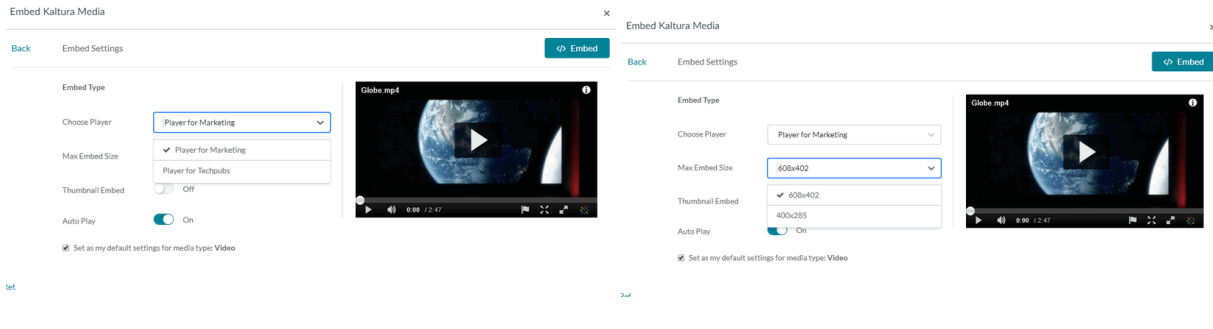 Embed Kaltura Media ×
Back Embed Settings </> Embed
Embed Type
Choose Player Player for Marketing
Max Embed Size ✔ Player for Marketing
Player for Techpubs
Thumbnail Embed Off
Auto Play On
Set as my default settings for media type: Video
Globe.mp4
0:00 / 2:47
Embed Kaltura Media
Back Embed Settings </> Embed
Embed Type
Choose Player Player for Marketing
Max Embed Size 608x402
✔ 608x402
Thumbnail Embed
400x285
Auto Play On
Set as my default settings for media type: Video
Globe.mp4
0:00 / 2:47